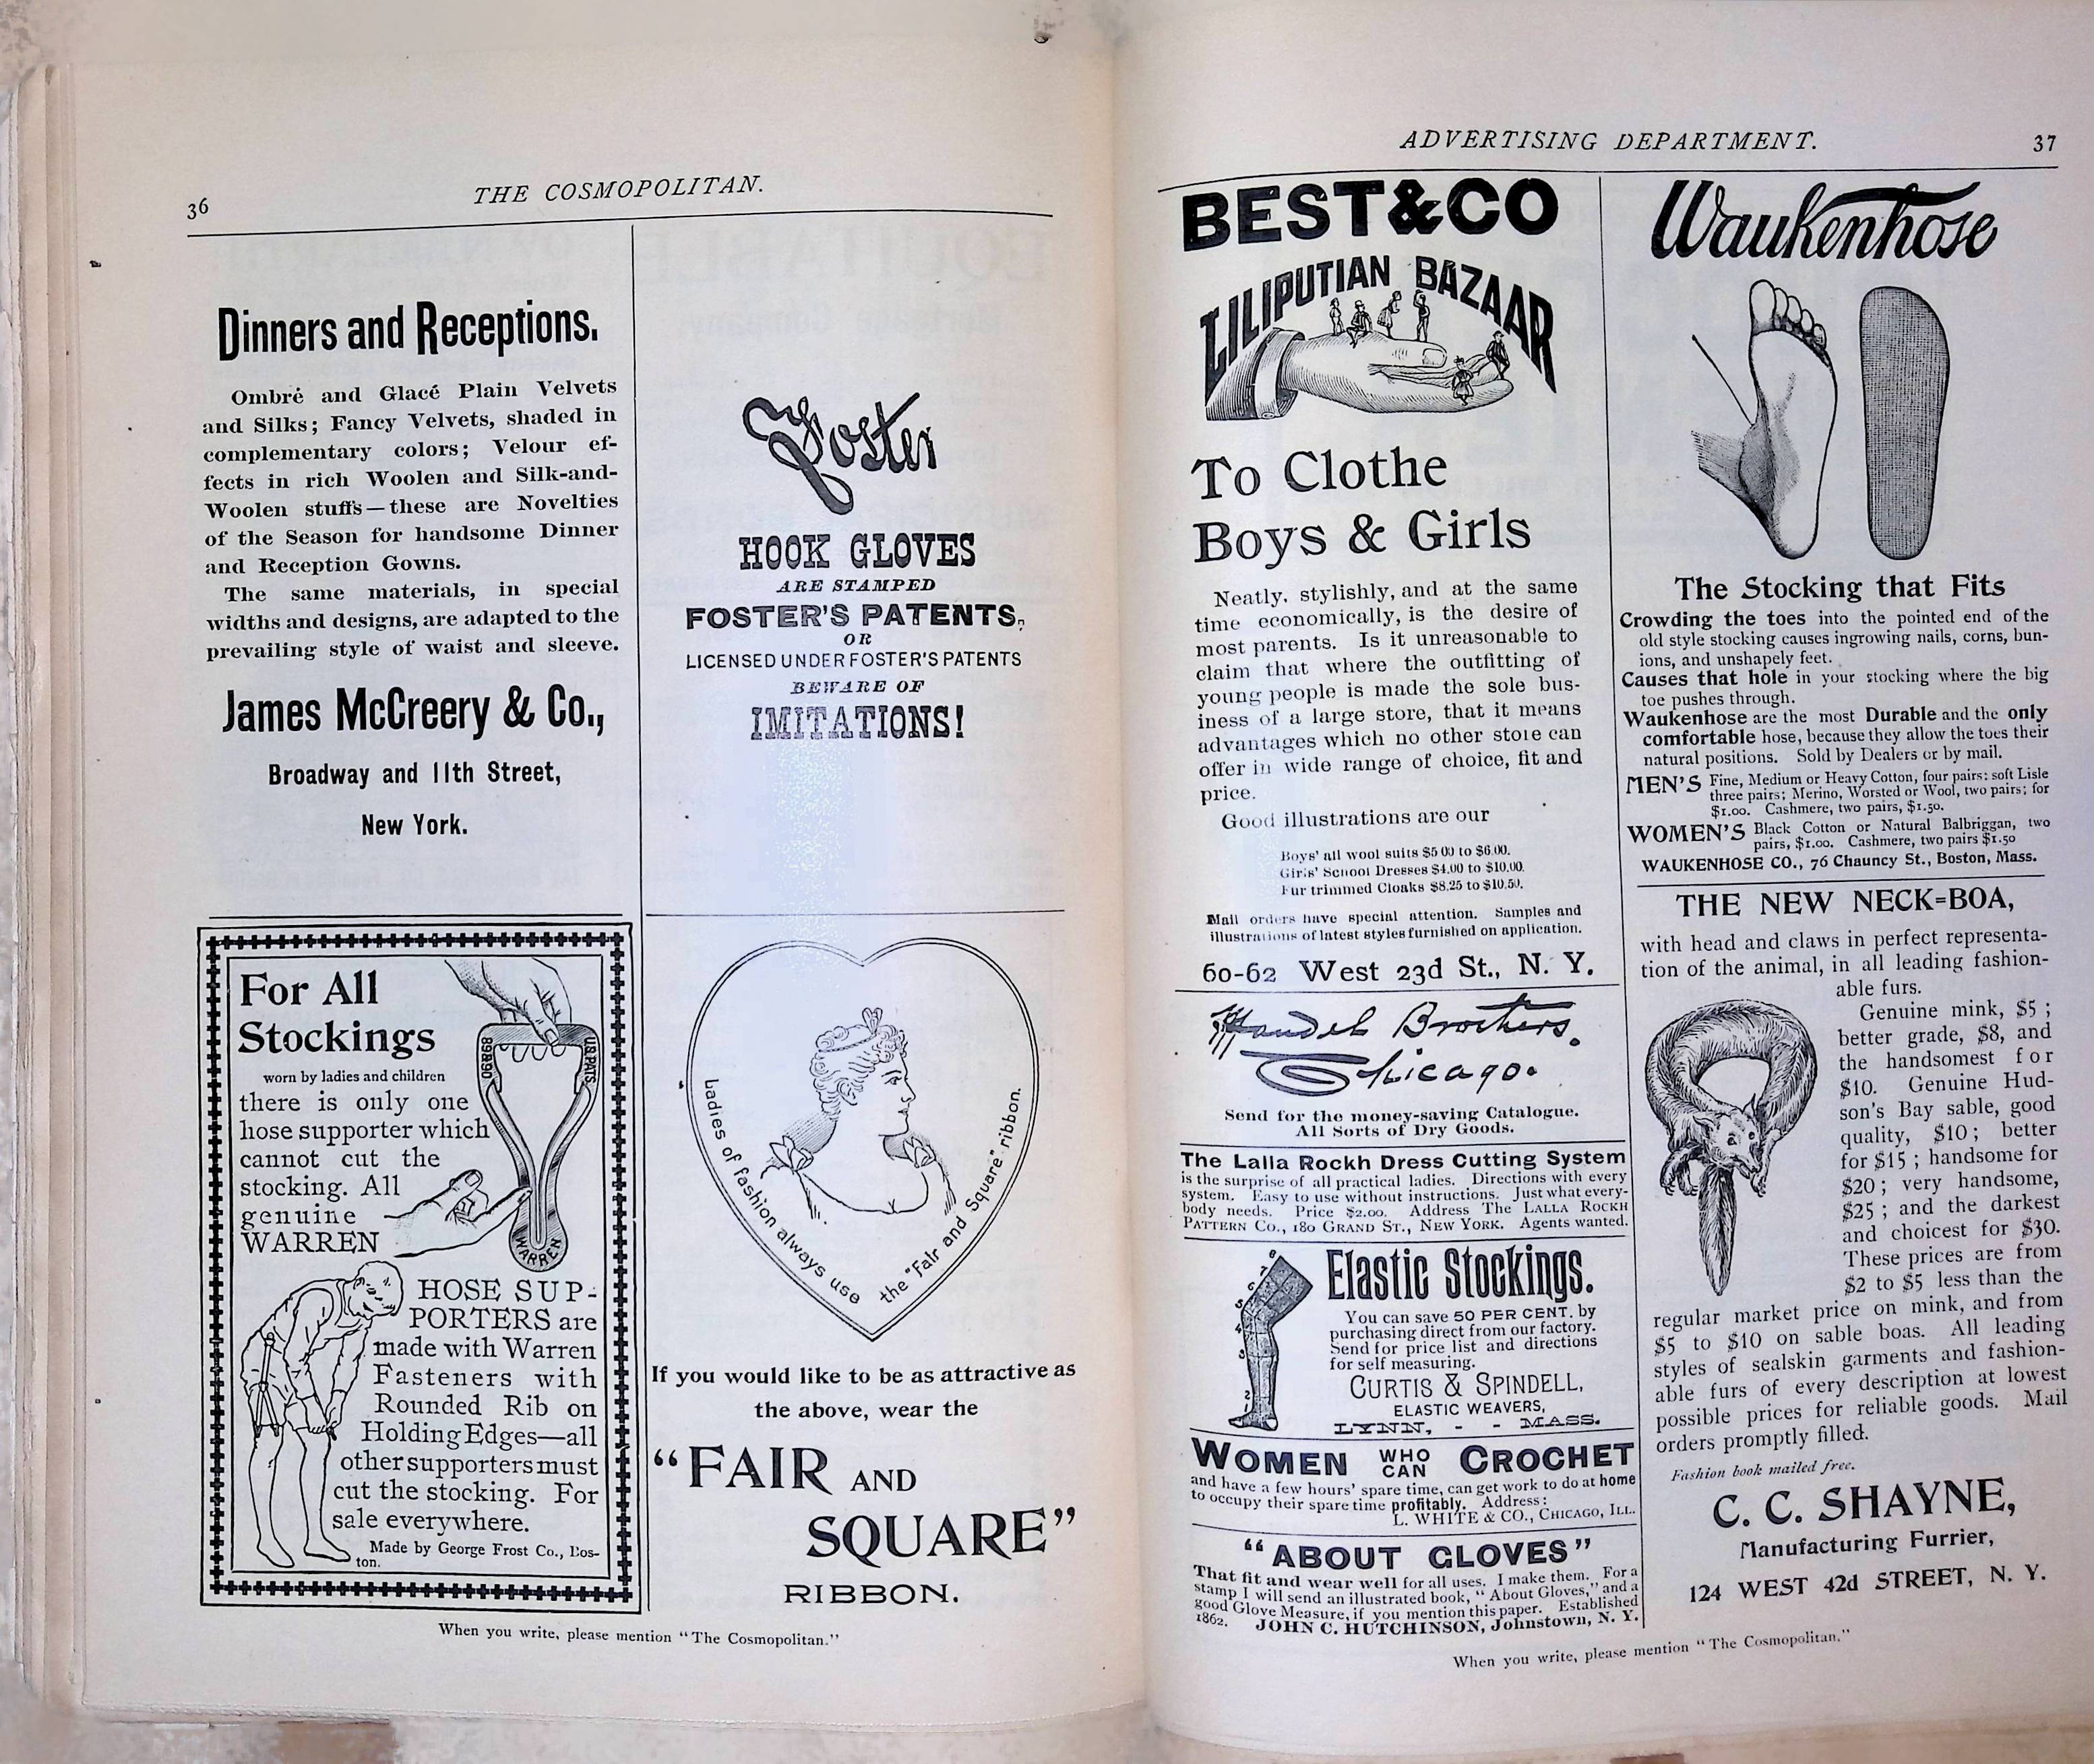 36
THE COSMOPOLITAN.
Dinners and Receptions.
Ombré and Glacé Plain Velvets
and Silks; Fancy Velvets, shaded in
complementary colors; Velour ef-
fects in rich Woolen and Silk-and-
Woolen stuffs—these are Novelties
of the Season for handsome Dinner
and Reception Gowns.
The same materials, in special
widths and designs, are adapted to the
prevailing style of waist and sleeve.
James McCreery & Co.,
Broadway and 11th Street,
New York.
Foster
HOOK GLOVES
ARE STAMPED
FOSTER'S PATENTS,
OR
LICENSED UNDER FOSTER'S PATENTS
BEWARE OF
IMITATIONS!
For All
Stockings
worn by ladies and children
there is only one
hose supporter which
cannot cut the
stocking. All
genuine
WARREN
HOSE SUP-
PORTERS are
made with Warren
Fasteners with
Rounded Rib on
Holding Edges—all
other supporters must
cut the stocking. For
sale everywhere.
Made by George Frost Co., Bos-
ton.
88&90
U.S. PATS
WARREN
Ladies of fashion always use the "Fair and Square" ribbon.
If you would like to be as attractive as
the above, wear the
"FAIR AND
SQUARE"
RIBBON.
When you write, please mention "The Cosmopolitan."
ADVERTISING DEPARTMENT.
37
BEST&CO
LILIPUTIAN BAZAAR
To Clothe
Boys & Girls
Neatly, stylishly, and at the same
time economically, is the desire of
most parents. Is it unreasonable to
claim that where the outfitting of
young people is made the sole bus-
iness of a large store, that it means
advantages which no other store can
offer in wide range of choice, fit and
price.
Good illustrations are our
Boys' all wool suits $5.00 to $6.00.
Girls' School Dresses $4.00 to $10.00.
Fur trimmed Cloaks $8.25 to $10.50.
Mail orders have special attention. Samples and
illustrations of latest styles furnished on application.
60-62 West 23d St., N. Y.
Mandel Brothers.
Chicago.
Send for the money-saving Catalogue.
All Sorts of Dry Goods.
The Lalla Rockh Dress Cutting System
is the surprise of all practical ladies. Directions with every
system. Easy to use without instructions. Just what every-
body needs. Price $2.00. Address The LALLA ROCKH
PATTERN CO., 180 GRAND ST., NEW YORK. Agents wanted.
Elastic Stockings.
You can save 50 PER CENT. by
purchasing direct from our factory.
Send for price list and directions
for self measuring.
CURTIS & SPINDELL,
ELASTIC WEAVERS,
LYNN, - - MASS.
8
7
6
5
4
3
2
WOMEN WHO CAN CROCHET
and have a few hours' spare time, can get work to do at home
to occupy their spare time profitably. Address:
L. WHITE & CO., CHICAGO, ILL.
"ABOUT GLOVES"
That fit and wear well for all uses. I make them. For a
stamp I will send an illustrated book, "About Gloves," and a
good Glove Measure, if you mention this paper. Established
1862. JOHN C. HUTCHINSON, Johnstown, N. Y.
Waukenhose
The Stocking that Fits
Crowding the toes into the pointed end of the
old style stocking causes ingrowing nails, corns, bun-
ions, and unshapely feet.
Causes that hole in your stocking where the big
toe pushes through.
Waukenhose are the most Durable and the only
comfortable hose, because they allow the toes their
natural positions. Sold by Dealers or by mail.
MEN'S Fine, Medium or Heavy Cotton, four pairs: soft Lisle
three pairs; Merino, Worsted or Wool, two pairs; for
$1.00. Cashmere, two pairs, $1.50.
WOMEN'S Black Cotton or Natural Balbriggan, two
pairs, $1.00. Cashmere, two pairs $1.50
WAUKENHOSE CO., 76 Chauncy St., Boston, Mass.
THE NEW NECK-BOA,
with head and claws in perfect representa-
tion of the animal, in all leading fashion-
able furs.
Genuine mink, $5;
better grade, $8, and
the handsomest for
$10. Genuine Hud-
son's Bay sable, good
quality, $10; better
for $15; handsome for
$20; very handsome,
$25; and the darkest
and choicest for $30.
These prices are from
$2 to $5 less than the
regular market price on mink, and from
$5 to $10 on sable boas. All leading
styles of sealskin garments and fashion-
able furs of every description at lowest
possible prices for reliable goods. Mail
orders promptly filled.
Fashion book mailed free.
C. C. SHAYNE,
Manufacturing Furrier,
124 WEST 42d STREET, N. Y.
When you write, please mention "The Cosmopolitan."